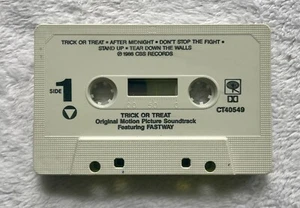 TRICK OR TREAT • AFTER MIDNIGHT • DON'T STOP THE FIGHT •
STAND UP • TEAR DOWN THE WALLS
℗ 1986 CBS RECORDS
SIDE 1
TRICK OR TREAT
Original Motion Picture Soundtrack
Featuring FASTWAY
CT40549